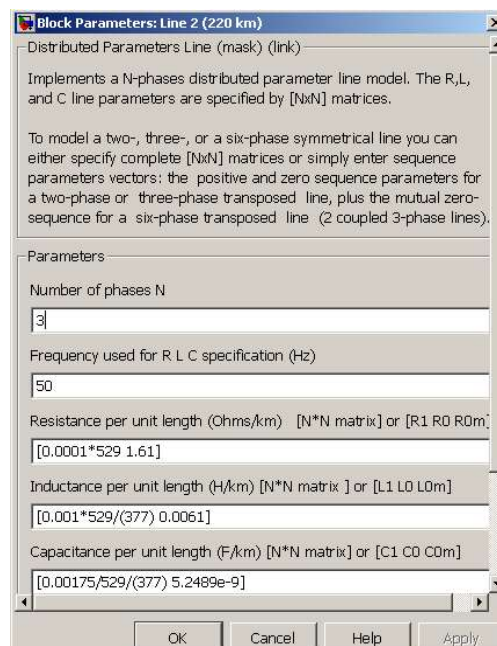 Block Parameters: Line 2 (220 km)
Distributed Parameters Line (mask) (link)
Implements a N-phases distributed parameter line model. The R,L,
and C line parameters are specified by [NxN] matrices.
To model a two-, three-, or a six-phase symmetrical line you can
either specify complete [NxN] matrices or simply enter sequence
parameters vectors: the positive and zero sequence parameters for
a two-phase or three-phase transposed line, plus the mutual zero-
sequence for a six-phase transposed line (2 coupled 3-phase lines).
Parameters
Number of phases N
3
Frequency used for R L C specification (Hz)
50
Resistance per unit length (Ohms/km) [N*N matrix] or [R1 R0 R0m]
[0.0001*529 1.61]
Inductance per unit length (H/km) [N*N matrix ] or [L1 L0 L0m]
[0.001*529/(377) 0.0061]
Capacitance per unit length (F/km) [N*N matrix] or [C1 C0 C0m]
[0.00175/529/(377) 5.2489e-9]
OK Cancel Help Apply